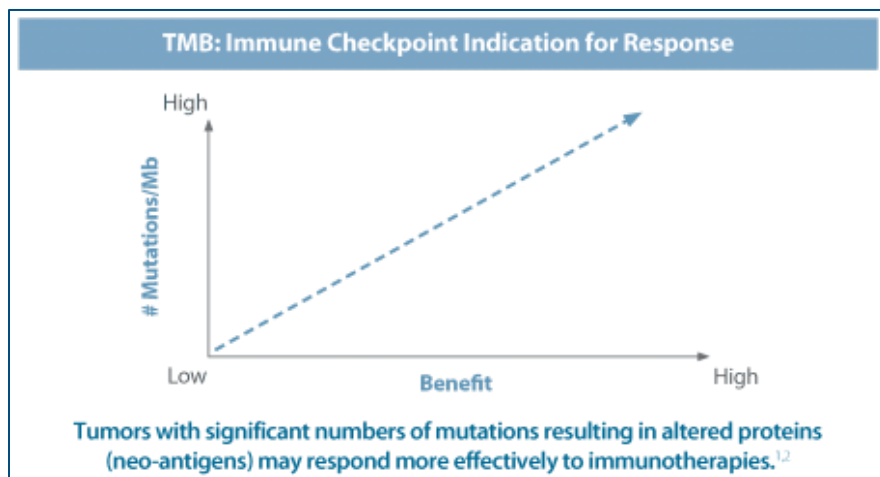 TMB: Immune Checkpoint Indication for Response
High
# Mutations/Mb
Low
Benefit
High
Tumors with significant numbers of mutations resulting in altered proteins
(neo-antigens) may respond more effectively to immunotherapies.1,2